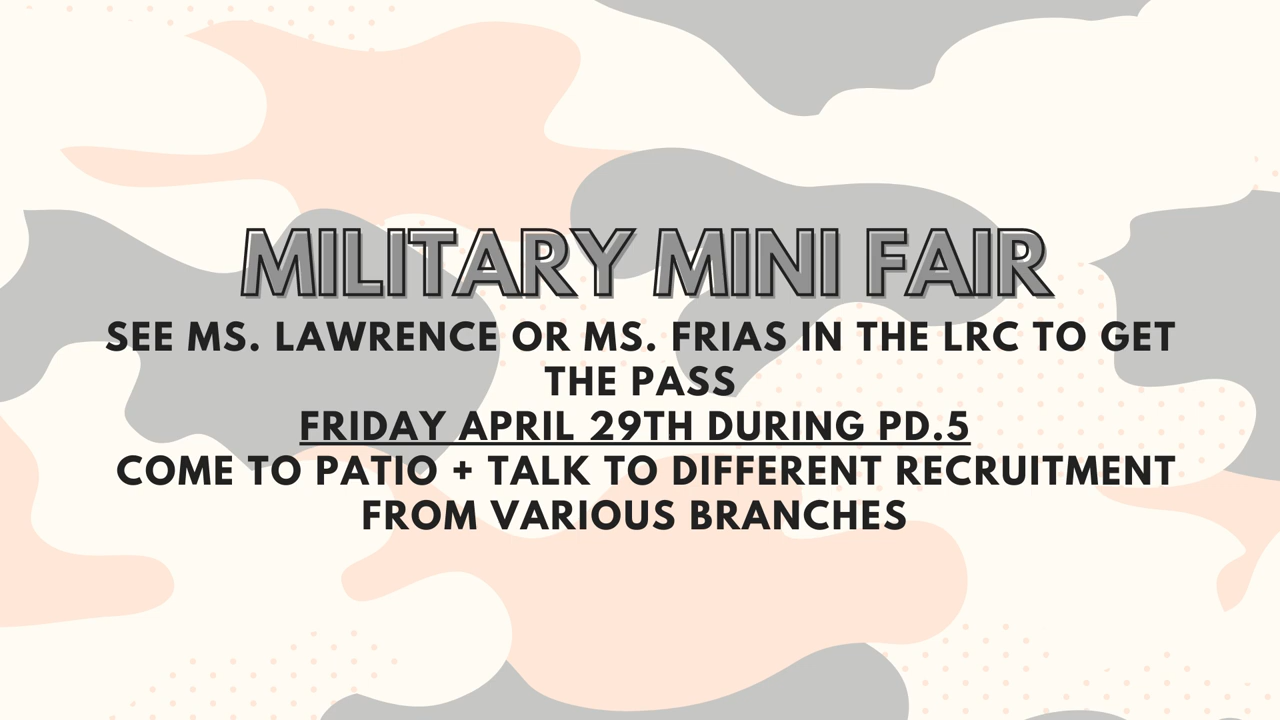 MILITARY MINI FAIR
SEE MS. LAWRENCE OR MS. FRIAS IN THE LRC TO GET
THE PASS
FRIDAY APRIL 29TH DURING PD.5
COME TO PATIO + TALK TO DIFFERENT RECRUITMENT
FROM VARIOUS BRANCHES